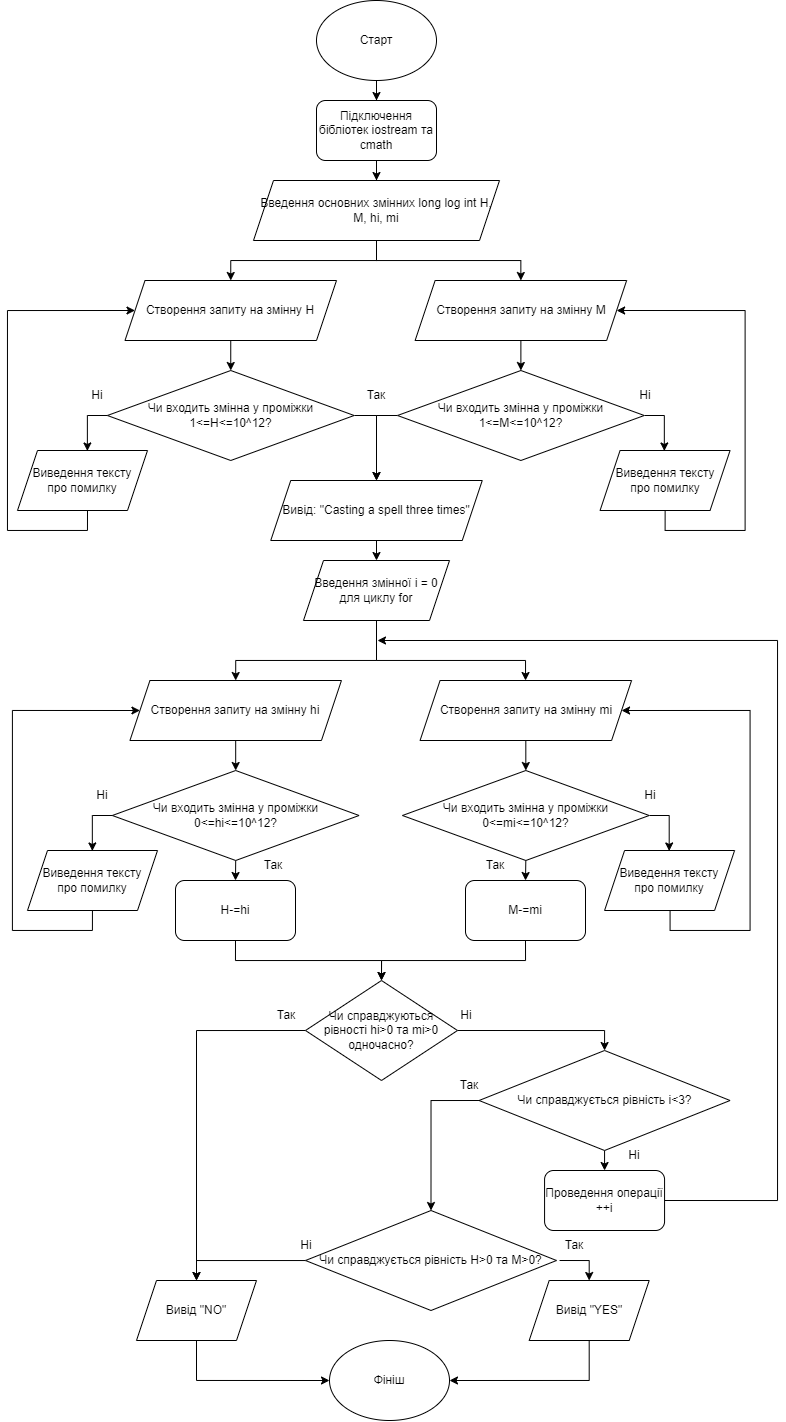 Старт
Підключення
бібліотек iostream та
cmath
Введення основних змінних long log int H,
M, hi, mi
Створення запиту на змінну H
Створення запиту на змінну M
Ні
Так
Ні
Чи входить змінна у проміжки
1<=H<=10^12?
Чи входить змінна у проміжки
1<=M<=10^12?
Виведення тексту
про помилку
Виведення тексту
про помилку
Вивід: "Casting a spell three times"
Введення змінної i = 0
для циклу for
Створення запиту на змінну hi
Створення запиту на змінну mi
Ні
Ні
Чи входить змінна у проміжки
0<=hi<=10^12?
Чи входить змінна у проміжки
0<=mi<=10^12?
Так
Так
Виведення тексту
про помилку
Виведення тексту
про помилку
H-=hi
M-=mi
Так
Ні
Чи справджуються
рівності hi>0 та mi>0
одночасно?
Так
Чи справджується рівність i<3?
Ні
Проведення операції
++i
Ні
Так
Чи справджується рівність H>0 та M>0?
Вивід "NO"
Вивід "YES"
Фініш